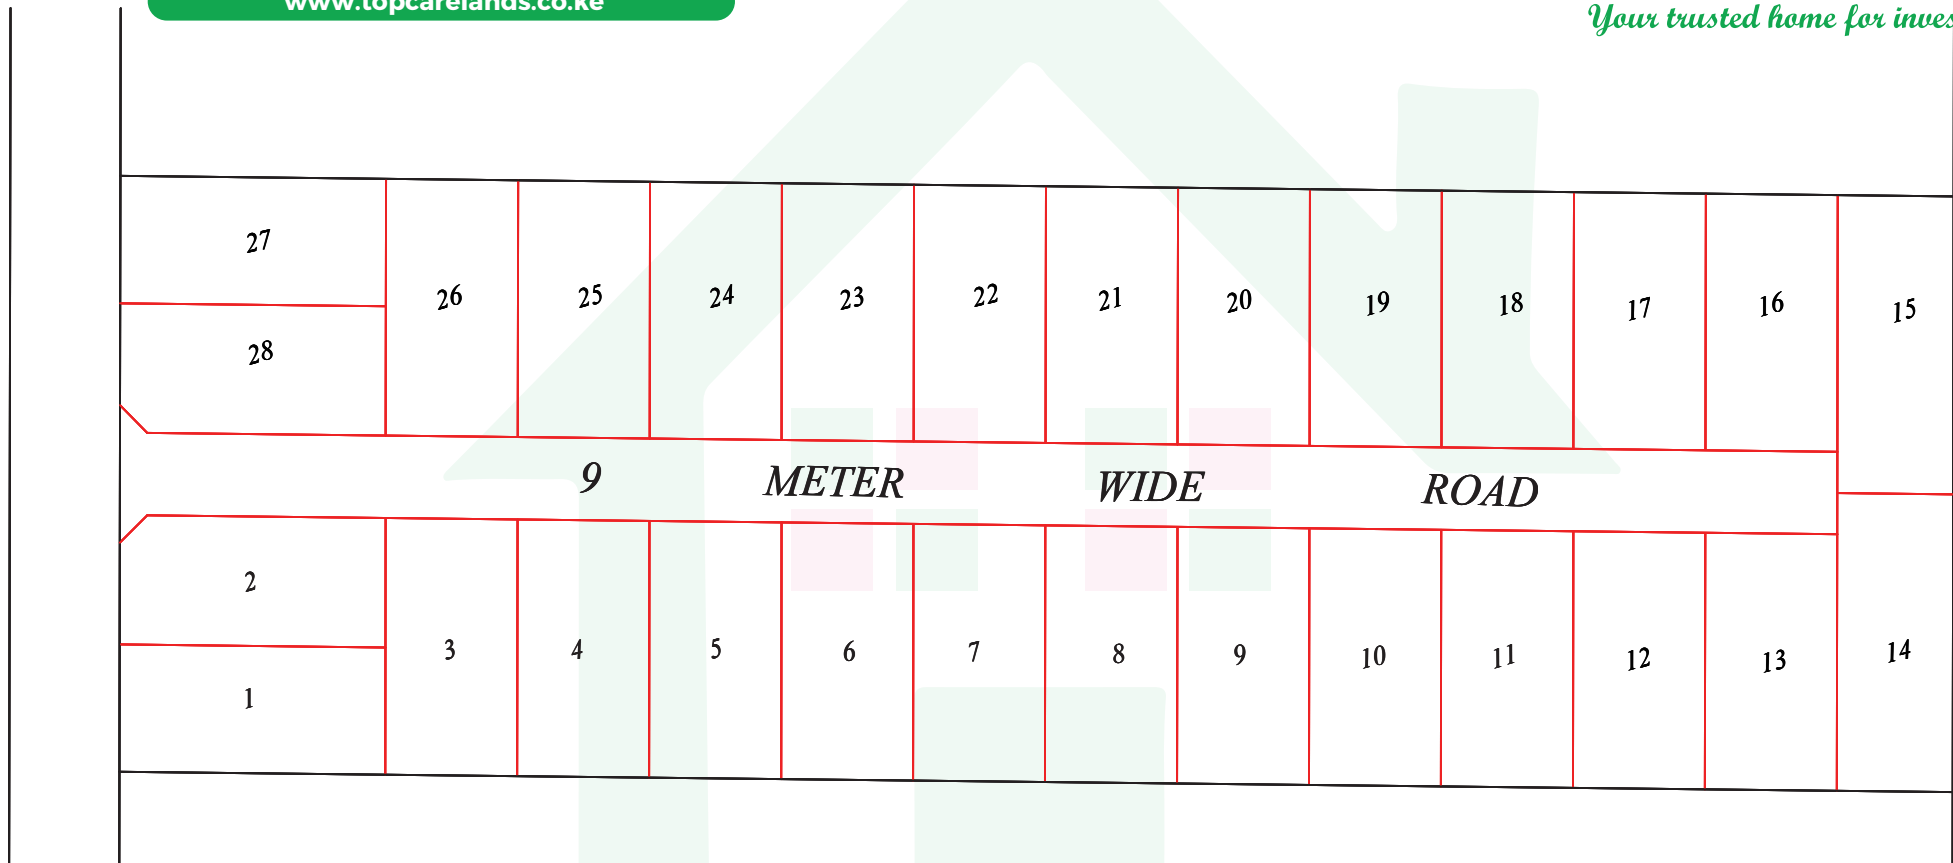 www.topcarelands.co.ke
Your trusted home for inves
27
26 25 24 23 22 21 20 19 18 17 16 15
28
9 METER WIDE ROAD
2
3 4 5 6 7 8 9 10 11 12 13 14
1